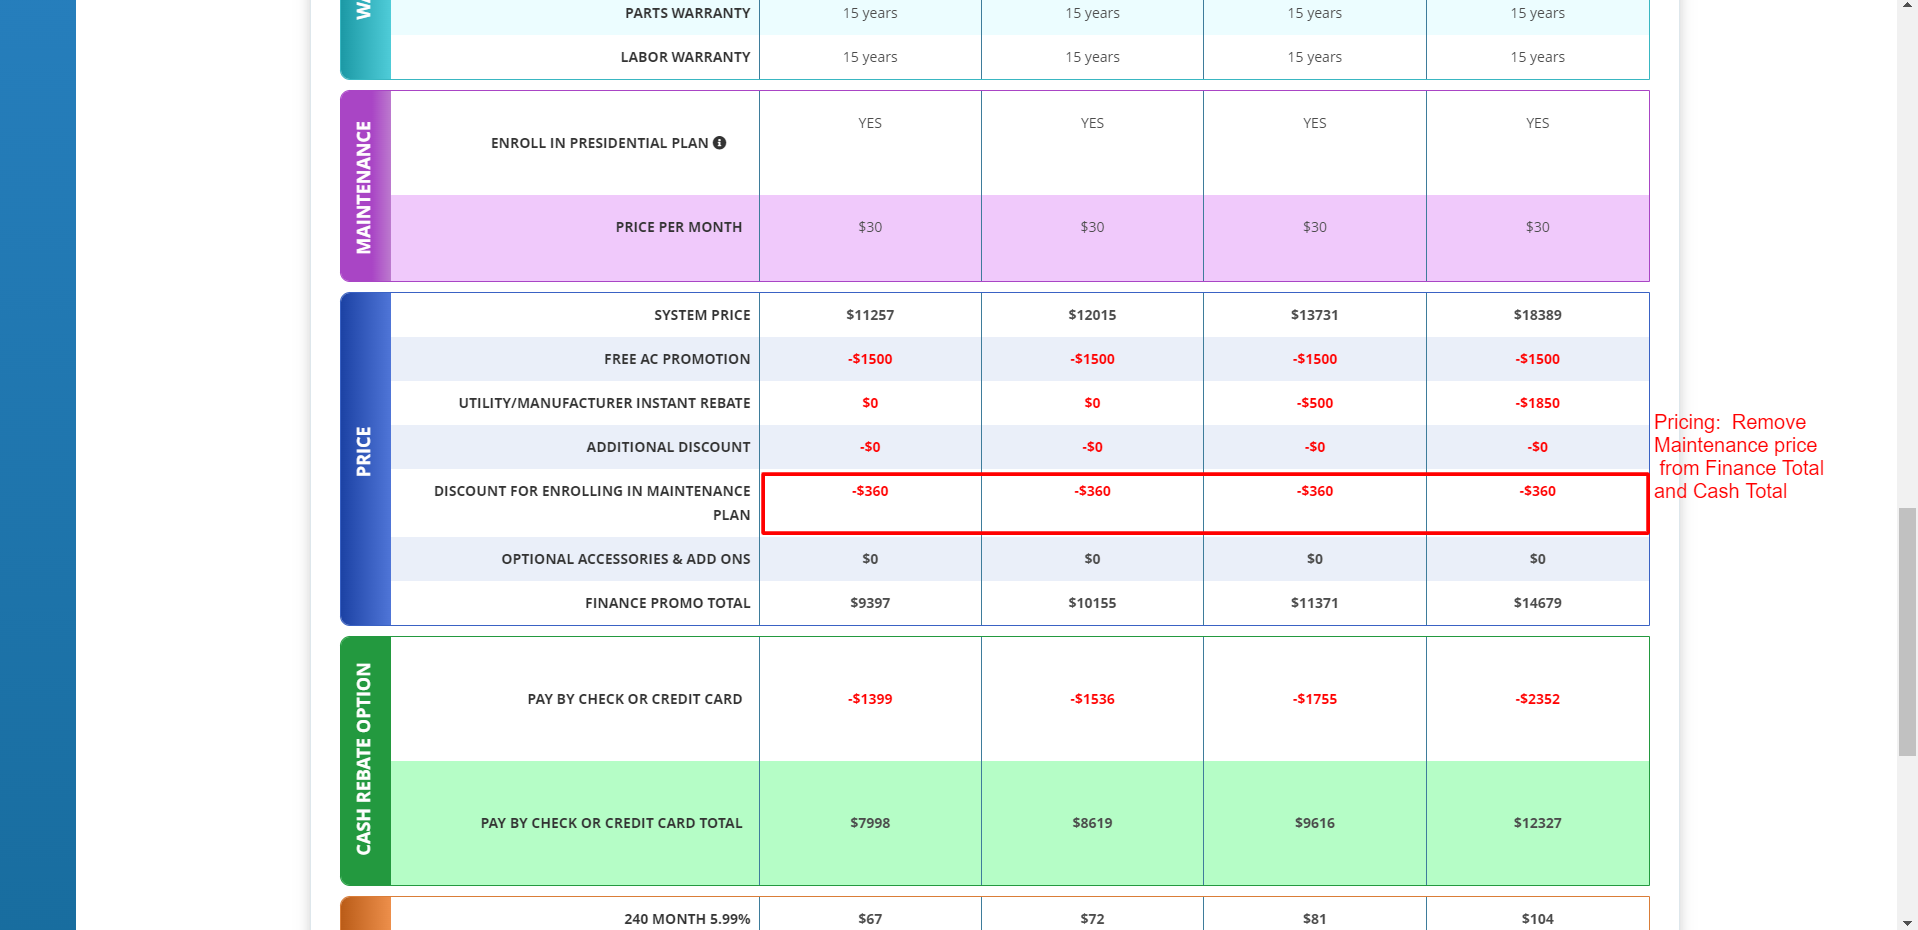 WA
PARTS WARRANTY 15 years 15 years 15 years 15 years
LABOR WARRANTY 15 years 15 years 15 years 15 years
MAINTENANCE
ENROLL IN PRESIDENTIAL PLAN YES YES YES YES
PRICE PER MONTH $30 $30 $30 $30
PRICE
SYSTEM PRICE $11257 $12015 $13731 $18389
FREE AC PROMOTION -$1500 -$1500 -$1500 -$1500
UTILITY/MANUFACTURER INSTANT REBATE $0 $0 -$500 -$1850
ADDITIONAL DISCOUNT -$0 -$0 -$0 -$0
DISCOUNT FOR ENROLLING IN MAINTENANCE -$360 -$360 -$360 -$360
PLAN
OPTIONAL ACCESSORIES & ADD ONS $0 $0 $0 $0
FINANCE PROMO TOTAL $9397 $10155 $11371 $14679
Pricing: Remove
Maintenance price
from Finance Total
and Cash Total
CASH REBATE OPTION
PAY BY CHECK OR CREDIT CARD -$1399 -$1536 -$1755 -$2352
PAY BY CHECK OR CREDIT CARD TOTAL $7998 $8619 $9616 $12327
240 MONTH 5.99% $67 $72 $81 $104